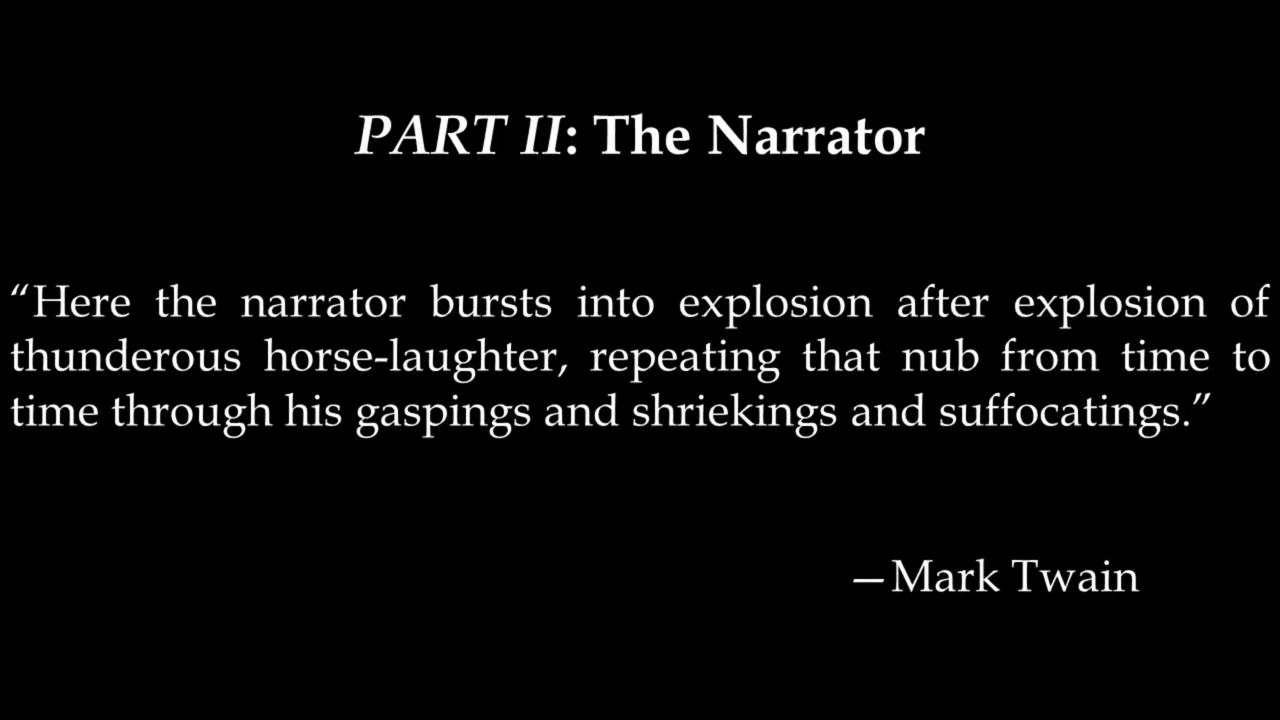 PART II: The Narrator
“Here the narrator bursts into explosion after explosion of
thunderous horse-laughter, repeating that nub from time to
time through his gaspings and shriekings and suffocatings.”
—Mark Twain